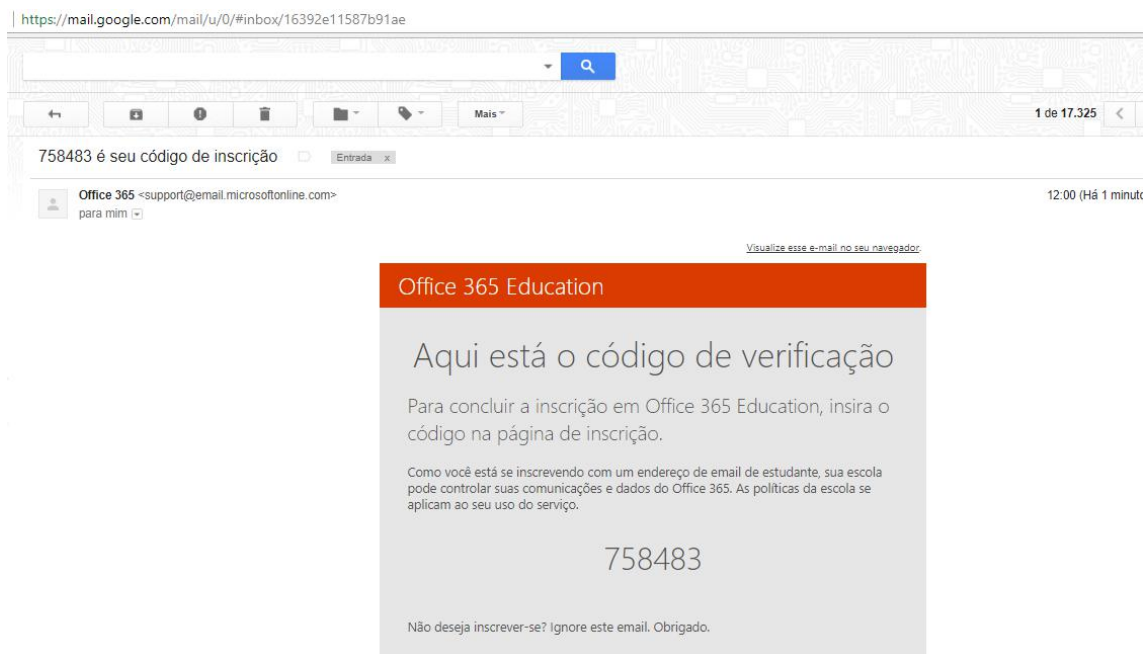 https://mail.google.com/mail/u/0/#inbox/16392e11587b91ae
Mais
1 de 17.325
758483 é seu código de inscrição
Entrada x
Office 365 <support@email.microsoftonline.com>
12:00 (Há 1 minuto
para mim
Visualize esse e-mail no seu navegador.
Office 365 Education
Aqui está o código de verificação
Para concluir a inscrição em Office 365 Education, insira o
código na página de inscrição.
Como você está se inscrevendo com um endereço de email de estudante, sua escola
pode controlar suas comunicações e dados do Office 365. As políticas da escola se
aplicam ao seu uso do serviço.
758483
Não deseja inscrever-se? Ignore este email. Obrigado.